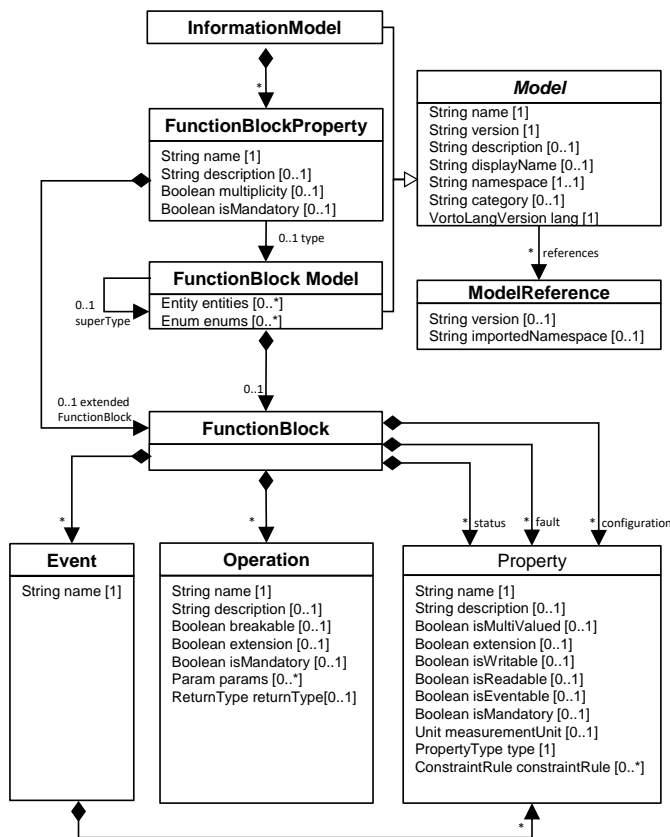 InformationModel
*
FunctionBlockProperty
String name [1]
String description [0..1]
Boolean multiplicity [0..1]
Boolean isMandatory [0..1]
Model
String name [1]
String version [1]
String description [0..1]
String displayName [0..1]
String namespace [1..1]
String category [0..1]
VortoLangVersion lang [1]
0..1 type
* references
FunctionBlock Model
Entity entities [0..*]
Enum enums [0..*]
0..1
superType
ModelReference
String version [0..1]
String importedNamespace [0..1]
0..1
0..1 extended
FunctionBlock
FunctionBlock
*
*
* status
* fault
* configuration
Event
String name [1]
Operation
String name [1]
String description [0..1]
Boolean breakable [0..1]
Boolean extension [0..1]
Boolean isMandatory [0..1]
Param params [0..*]
ReturnType returnType[0..1]
Property
String name [1]
String description [0..1]
Boolean isMultiValued [0..1]
Boolean extension [0..1]
Boolean isWritable [0..1]
Boolean isReadable [0..1]
Boolean isEventable [0..1]
Boolean isMandatory [0..1]
Unit measurementUnit [0..1]
PropertyType type [1]
ConstraintRule constraintRule [0..*]
*